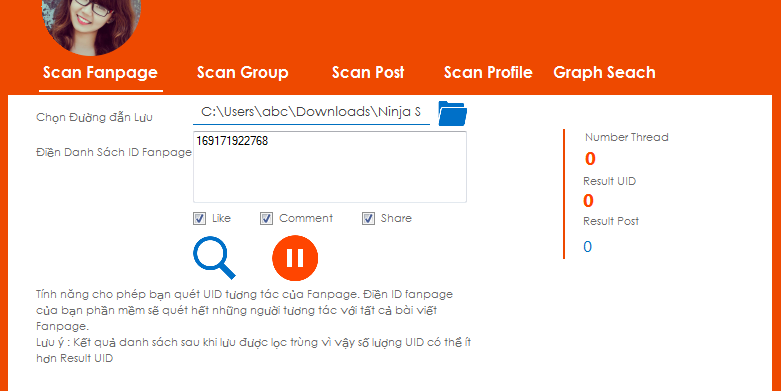 Scan Fanpage Scan Group Scan Post Scan Profile Graph Seach
Chọn Đường đẫn Lưu C:\Users\abc\Downloads\Ninja S
Điền Danh Sách ID Fanpage 169171922768
Like Comment Share
Number Thread
0
Result UID
0
Result Post
0
Tính năng cho phép bạn quét UID tương tác của Fanpage. Điền ID fanpage
của bạn phần mềm sẽ quét hết những người tương tác với tất cả bài viết
Fanpage.
Lưu ý : Kết quả danh sách sau khi lưu được lọc trùng vì vậy số lượng UID có thể ít
hơn Result UID